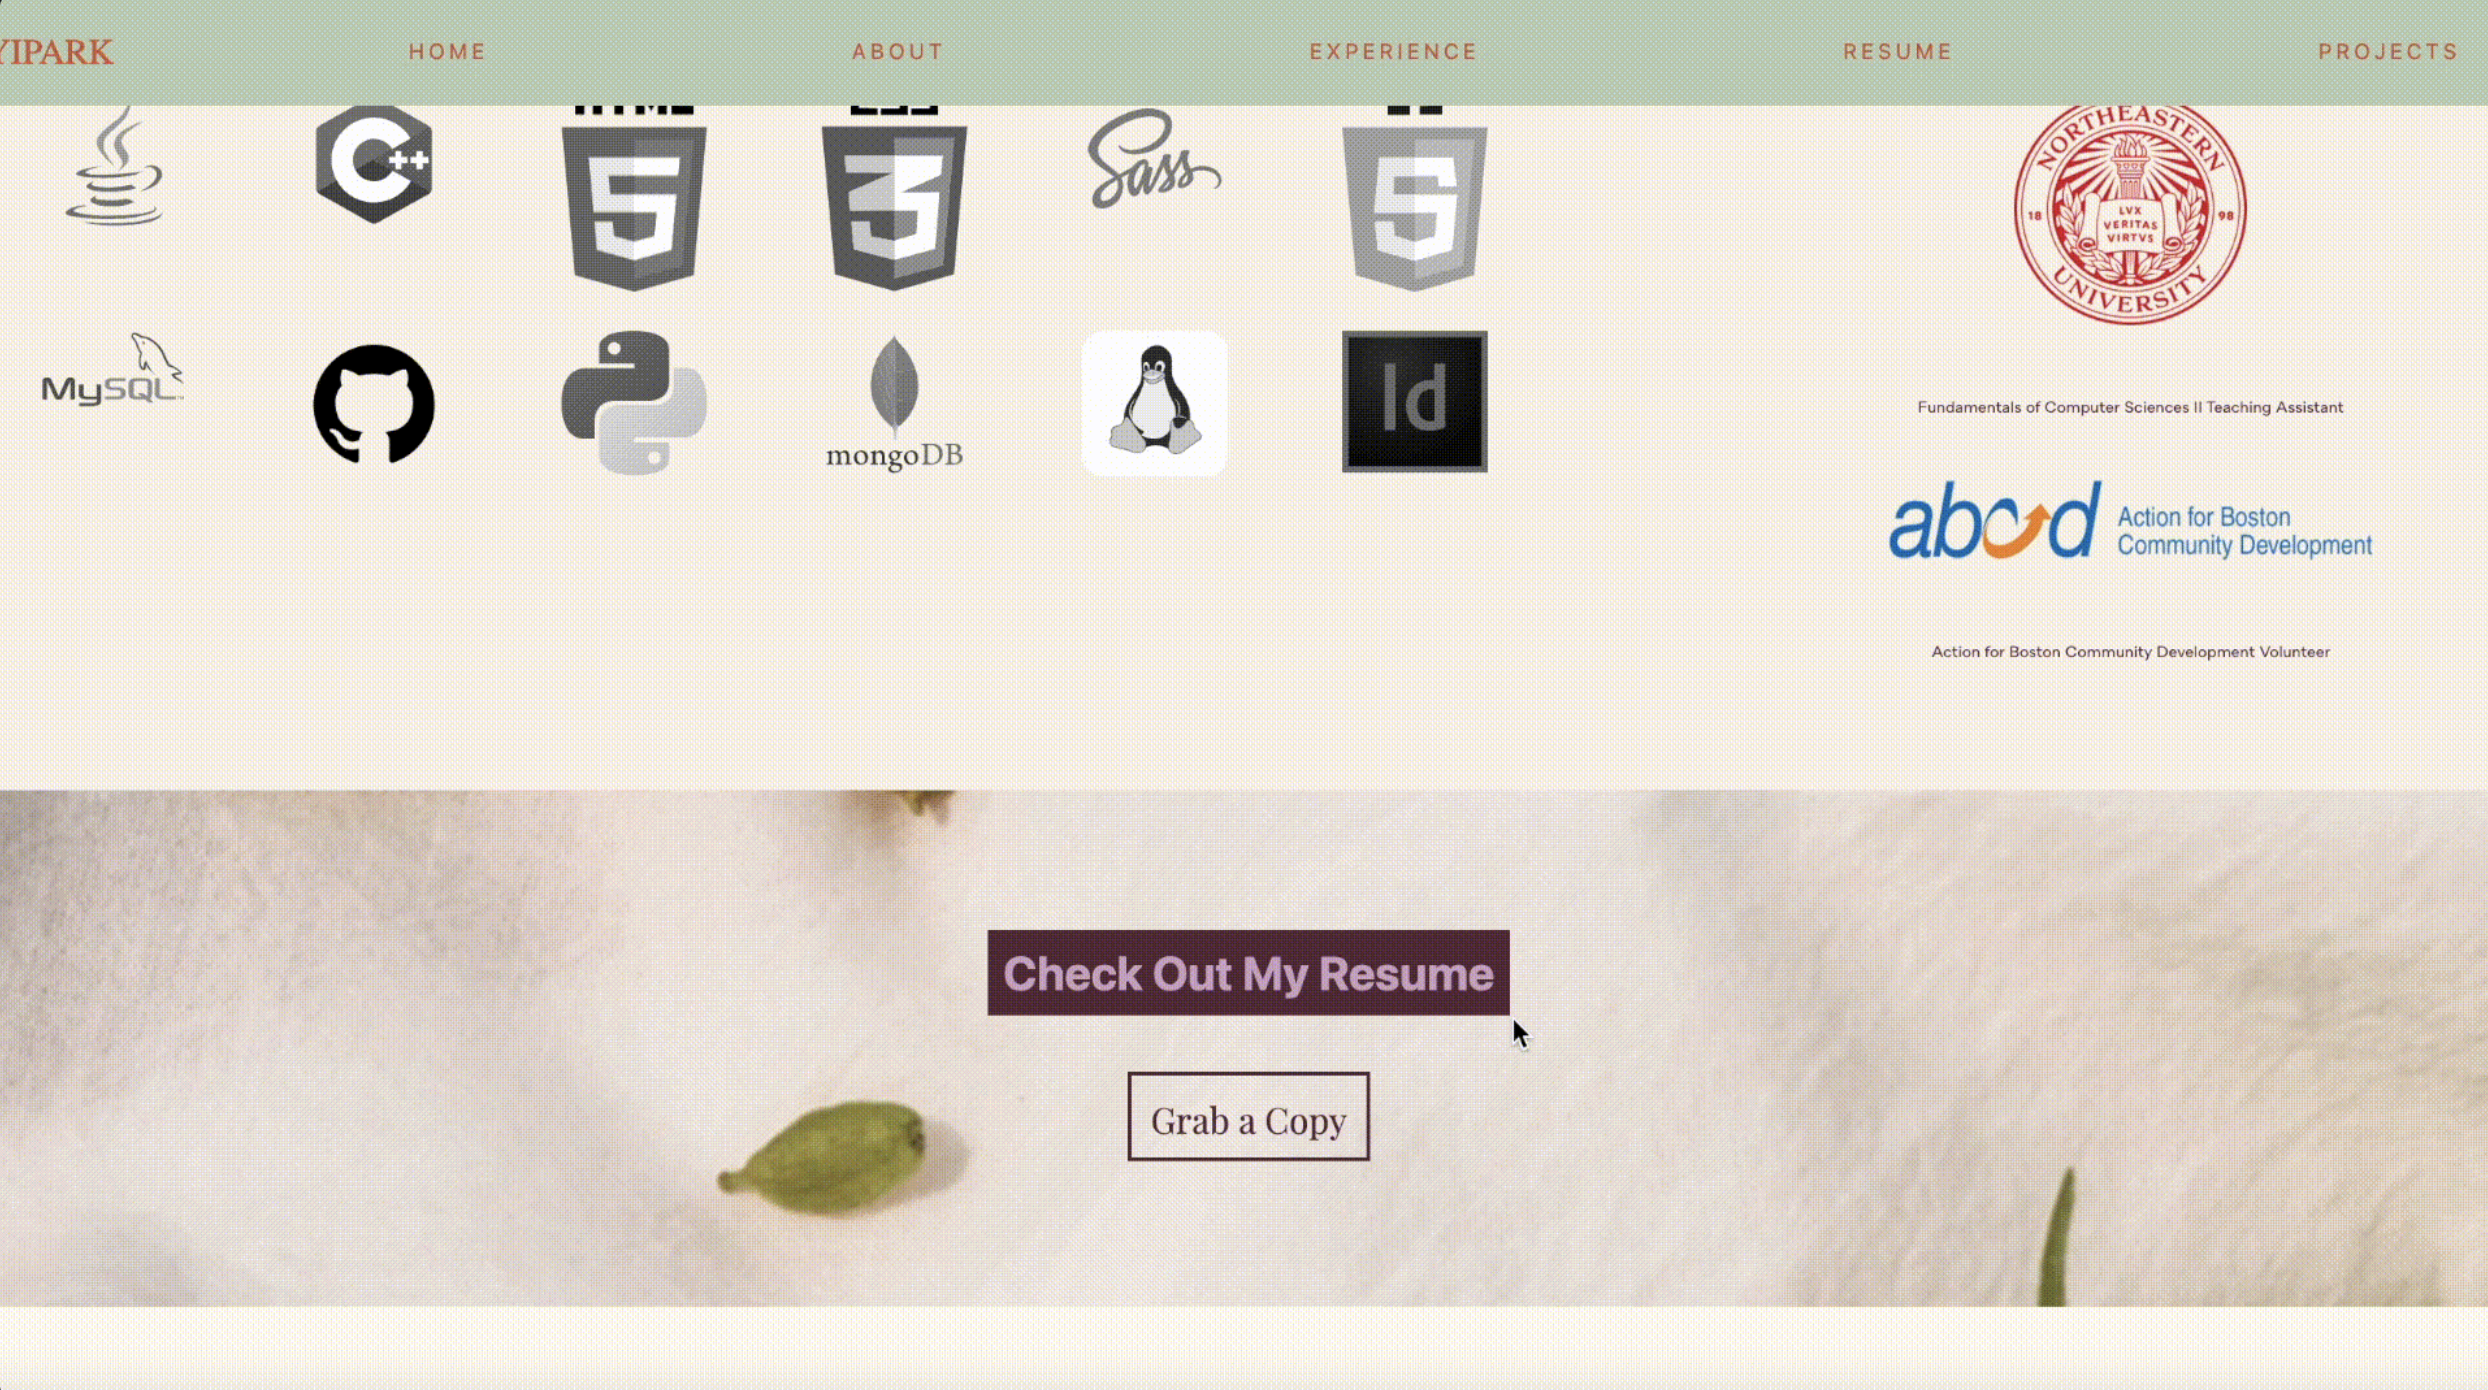 YIPARK
HOME
ABOUT
EXPERIENCE
RESUME
PROJECTS
C++
HTML
5
3
Sass
5
NORTHEASTERN
UNIVERSITY
18 98
LVX
VERITAS
VIRTVS
MySQL
mongoDB
Id
Fundamentals of Computer Sciences II Teaching Assistant
abcd
Action for Boston
Community Development
Action for Boston Community Development Volunteer
Check Out My Resume
Grab a Copy